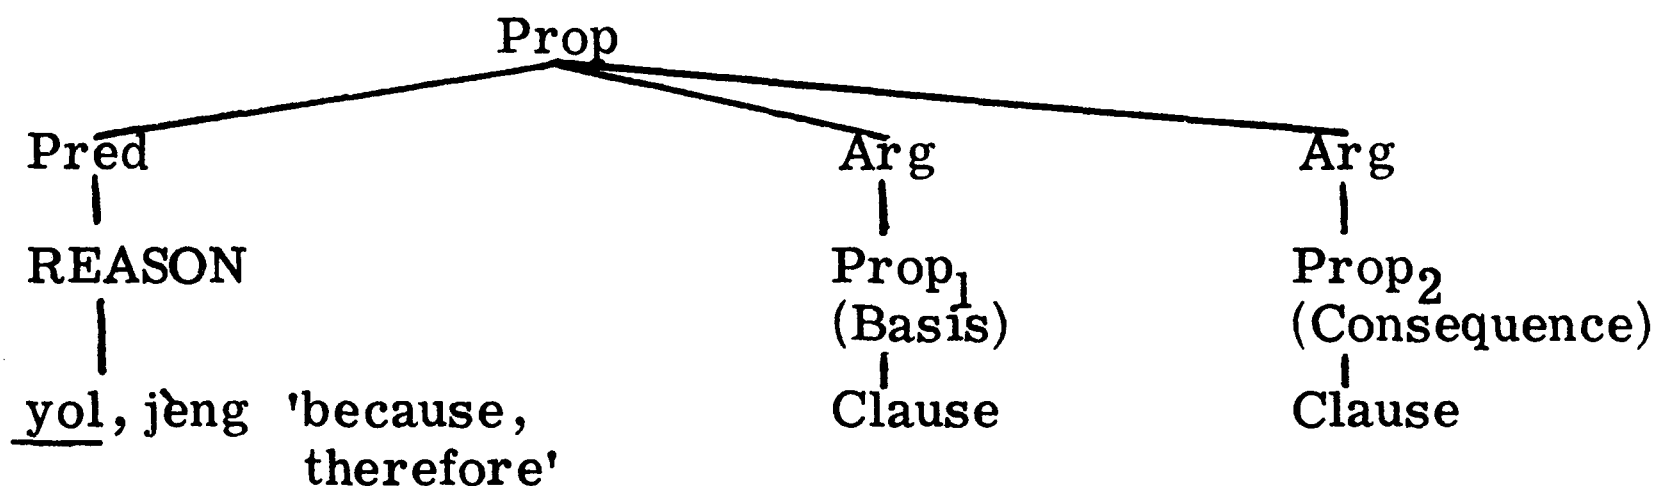 Prop
Pred Arg Arg
REASON Prop₁ Prop₂
(Basis) (Consequence)
yol, jèng 'because, Clause Clause
therefore'